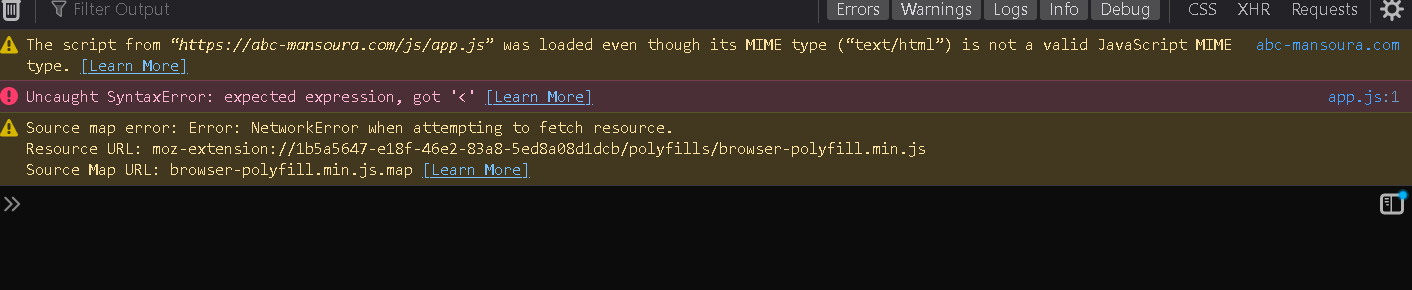 Filter Output Errors Warnings Logs Info Debug CSS XHR Requests
The script from “https://abc-mansoura.com/js/app.js” was loaded even though its MIME type (“text/html”) is not a valid JavaScript MIME abc-mansoura.com
type. [Learn More]
Uncaught SyntaxError: expected expression, got '<' [Learn More] app.js:1
Source map error: Error: NetworkError when attempting to fetch resource.
Resource URL: moz-extension://1b5a5647-e18f-46e2-83a8-5ed8a08d1dcb/polyfills/browser-polyfill.min.js
Source Map URL: browser-polyfill.min.js.map [Learn More]